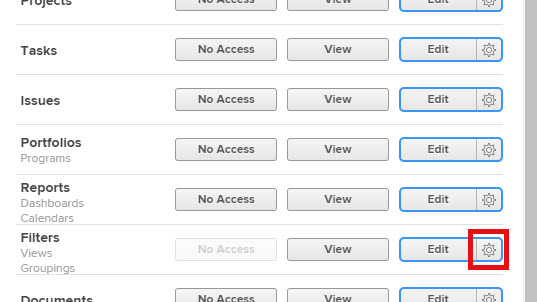 Projects No Access View Edit
Tasks No Access View Edit
Issues No Access View Edit
Portfolios No Access View Edit
Programs
Reports No Access View Edit
Dashboards
Calendars
Filters No Access View Edit
Views
Groupings
Documents No Access View Edit